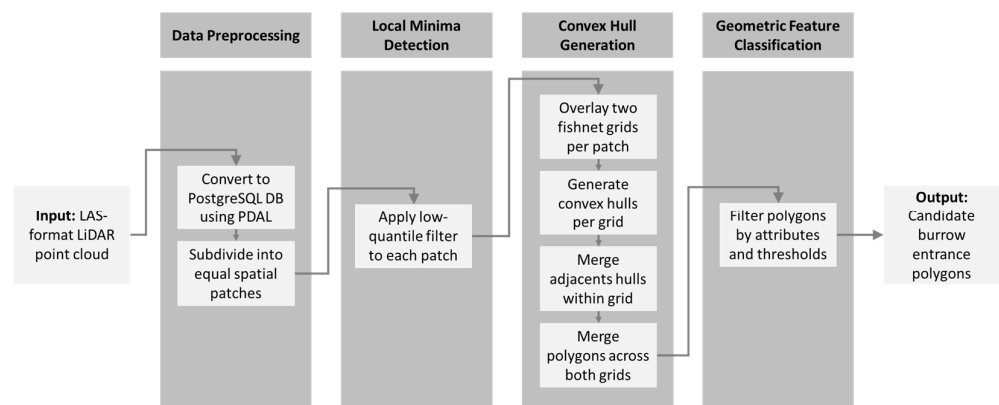 Data Preprocessing
Local Minima
Detection
Convex Hull
Generation
Geometric Feature
Classification
Input: LAS-
format LiDAR
point cloud
Convert to
PostgreSQL DB
using PDAL
Subdivide into
equal spatial
patches
Apply low-
quantile filter
to each patch
Overlay two
fishnet grids
per patch
Generate
convex hulls
per grid
Merge
adjacents hulls
within grid
Merge
polygons across
both grids
Filter polygons
by attributes
and thresholds
Output:
Candidate
burrow
entrance
polygons